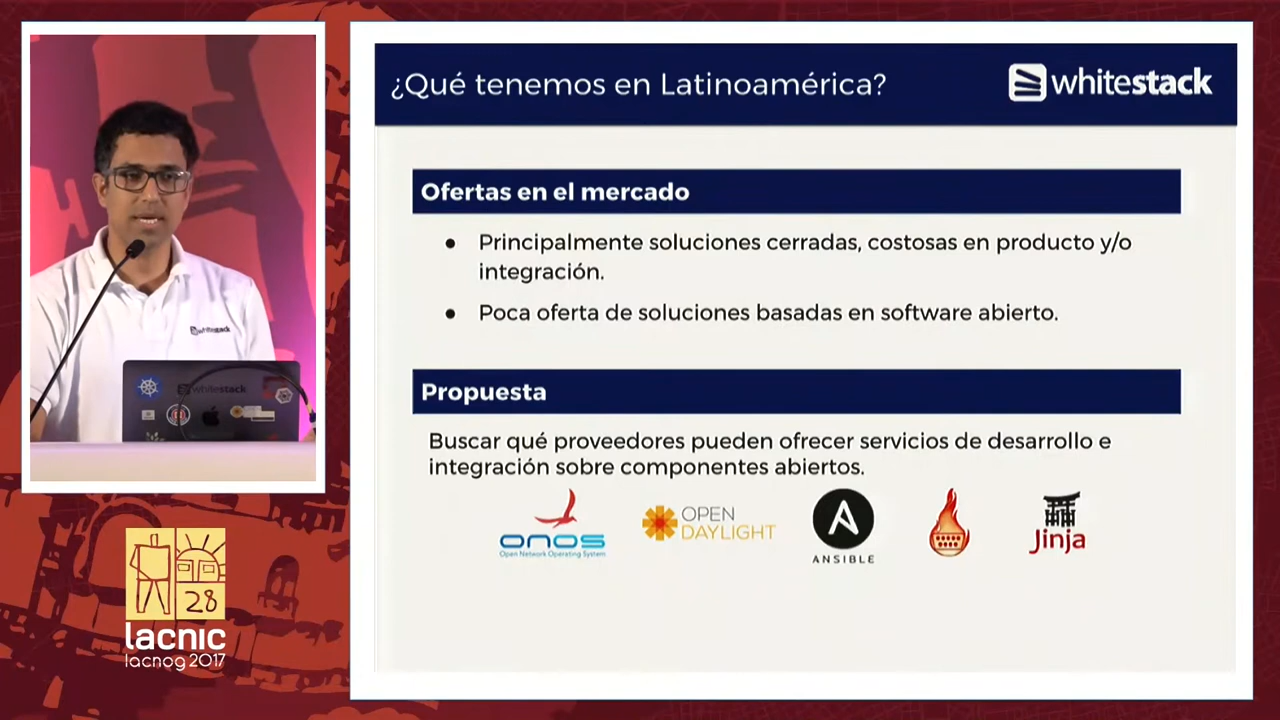 ¿Qué tenemos en Latinoamérica?
whitestack
Ofertas en el mercado
● Principalmente soluciones cerradas, costosas en producto y/o
integración.
● Poca oferta de soluciones basadas en software abierto.
Propuesta
Buscar qué proveedores pueden ofrecer servicios de desarrollo e
integración sobre componentes abiertos.
onos
Open Network Operating System
OPEN
DAYLIGHT
A
ANSIBLE
Jinja
whitestack
whitestack
28
lacnic
lacnog 2017